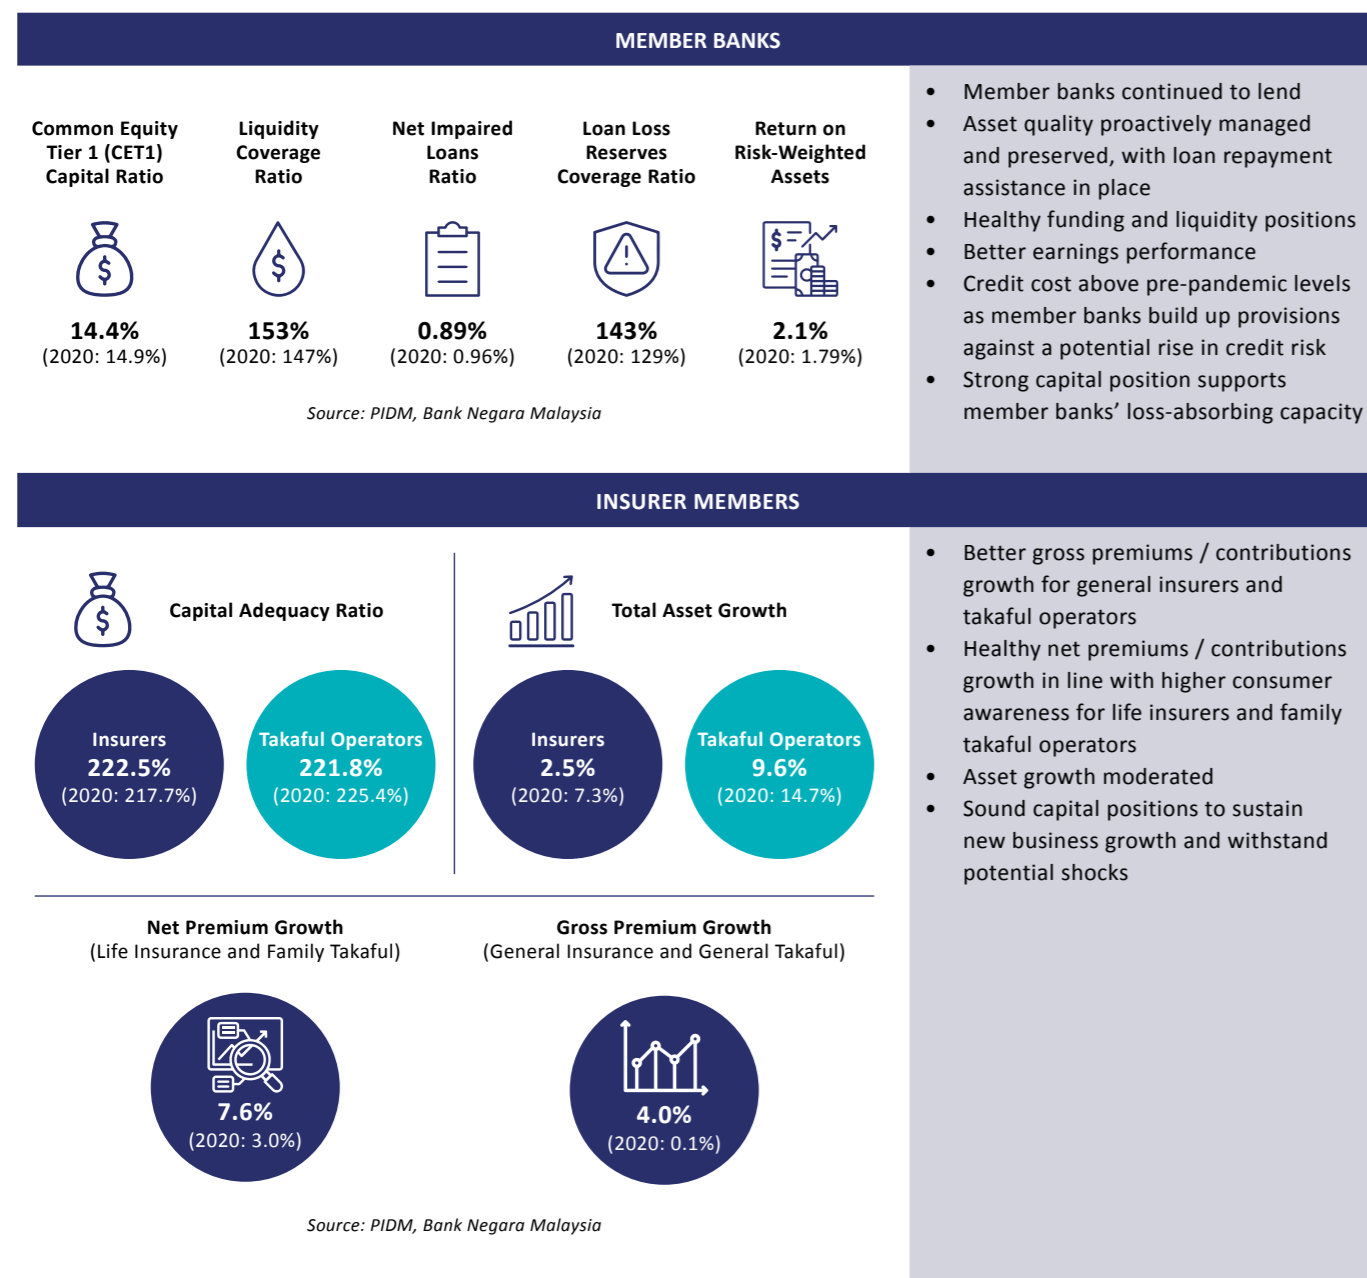 MEMBER BANKS
Common Equity
Tier 1 (CET1)
Capital Ratio
14.4%
(2020: 14.9%)
Liquidity
Coverage
Ratio
153%
(2020: 147%)
Net Impaired
Loans
Ratio
0.89%
(2020: 0.96%)
Loan Loss
Reserves
Coverage Ratio
143%
(2020: 129%)
Return on
Risk-Weighted
Assets
2.1%
(2020: 1.79%)
Source: PIDM, Bank Negara Malaysia
• Member banks continued to lend
• Asset quality proactively managed
and preserved, with loan repayment
assistance in place
• Healthy funding and liquidity positions
• Better earnings performance
• Credit cost above pre-pandemic levels
as member banks build up provisions
against a potential rise in credit risk
• Strong capital position supports
member banks’ loss-absorbing capacity
INSURER MEMBERS
Capital Adequacy Ratio
Insurers
222.5%
(2020: 217.7%)
Takaful Operators
221.8%
(2020: 225.4%)
Total Asset Growth
Insurers
2.5%
(2020: 7.3%)
Takaful Operators
9.6%
(2020: 14.7%)
Net Premium Growth
(Life Insurance and Family Takaful)
7.6%
(2020: 3.0%)
Gross Premium Growth
(General Insurance and General Takaful)
4.0%
(2020: 0.1%)
Source: PIDM, Bank Negara Malaysia
• Better gross premiums / contributions
growth for general insurers and
takaful operators
• Healthy net premiums / contributions
growth in line with higher consumer
awareness for life insurers and family
takaful operators
• Asset growth moderated
• Sound capital positions to sustain
new business growth and withstand
potential shocks